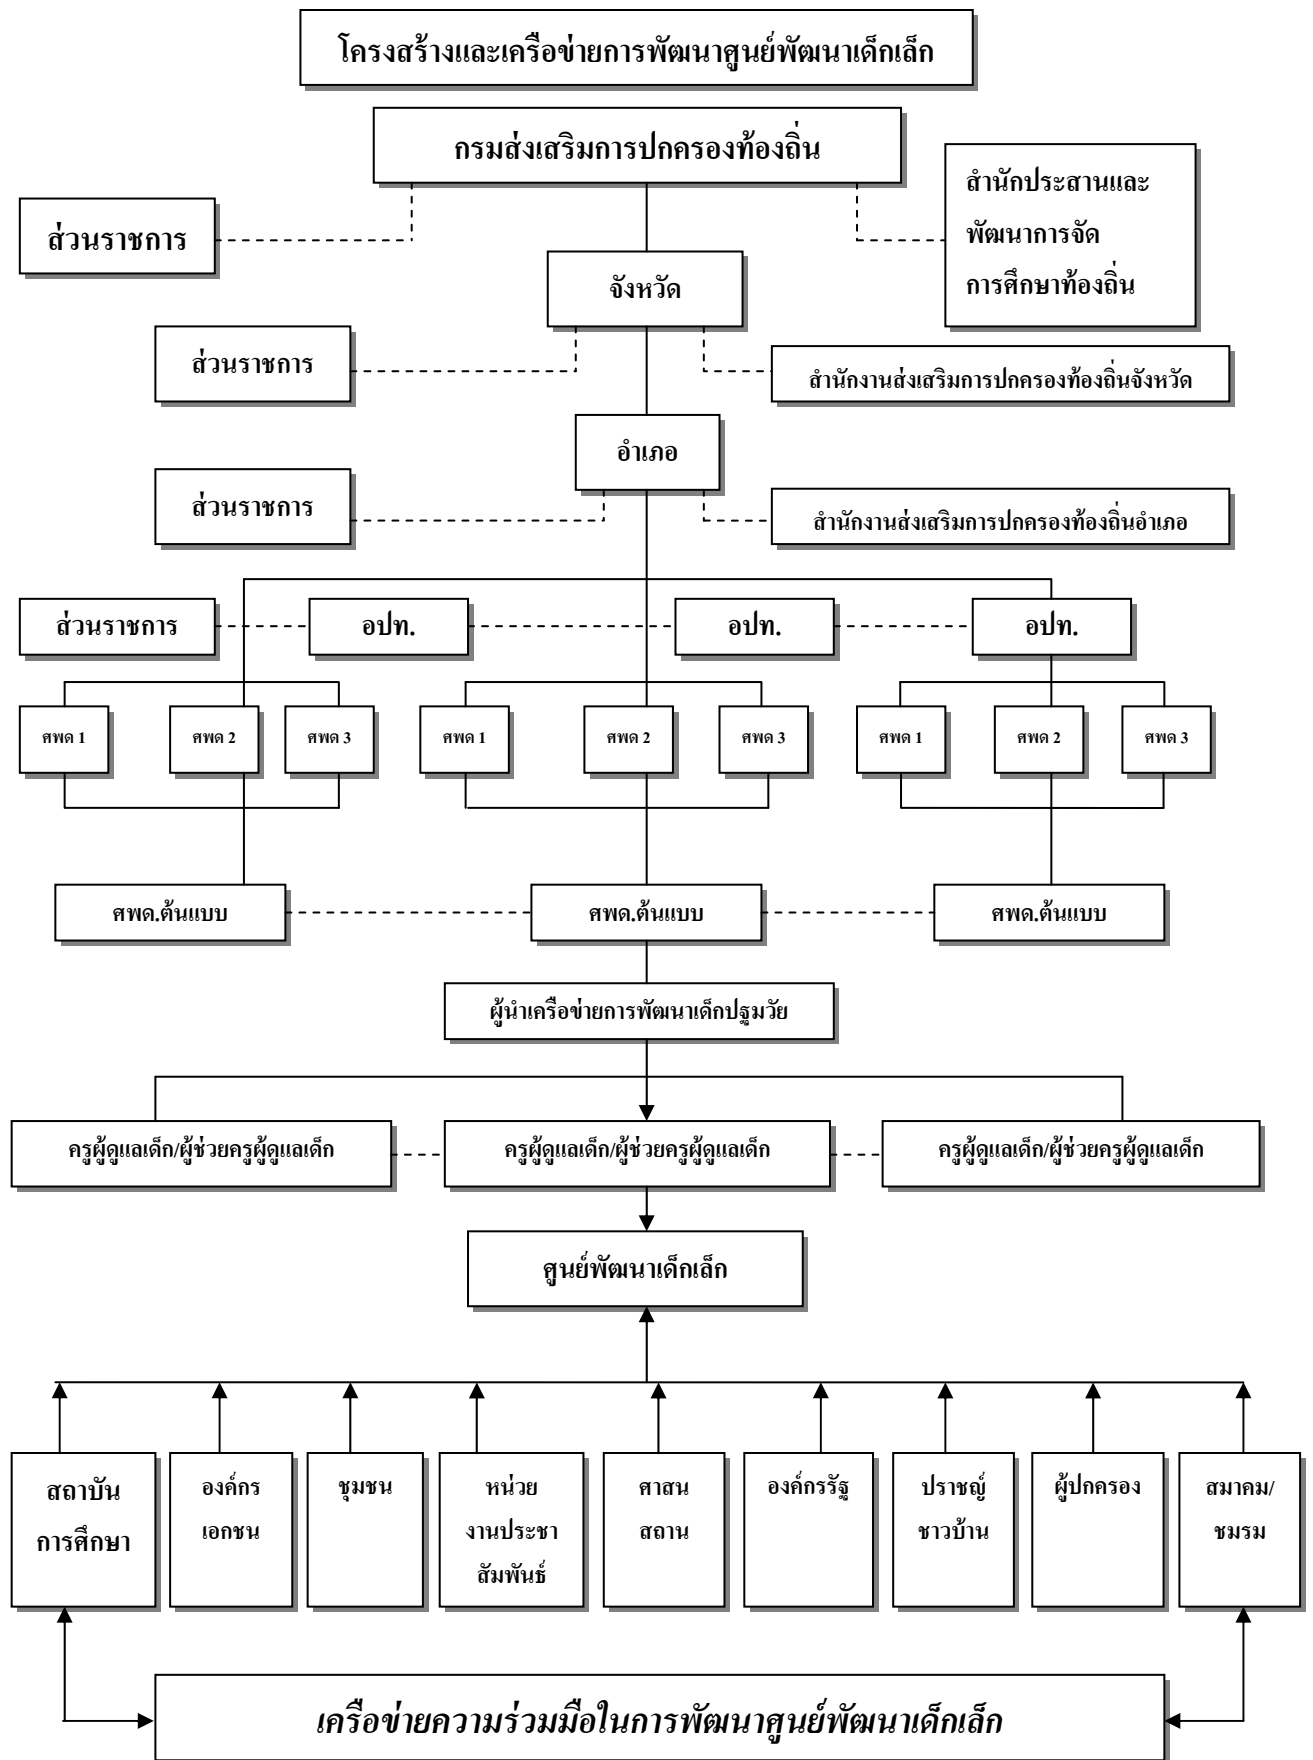 โครงสร้างและเครือข่ายการพัฒนาศูนย์พัฒนาเด็กเล็ก
กรมส่งเสริมการปกครองท้องถิ่น
สำนักประสานและ
พัฒนาการจัด
การศึกษาท้องถิ่น
ส่วนราชการ
จังหวัด
ส่วนราชการ
สำนักงานส่งเสริมการปกครองท้องถิ่นจังหวัด
อำเภอ
ส่วนราชการ
สำนักงานส่งเสริมการปกครองท้องถิ่นอำเภอ
ส่วนราชการ
อปท.
อปท.
อปท.
ศพด 1
ศพด 2
ศพด 3
ศพด 1
ศพด 2
ศพด 3
ศพด 1
ศพด 2
ศพด 3
ศพด.ต้นแบบ
ศพด.ต้นแบบ
ศพด.ต้นแบบ
ผู้นำเครือข่ายการพัฒนาเด็กปฐมวัย
ครูผู้ดูแลเด็ก/ผู้ช่วยครูผู้ดูแลเด็ก
ครูผู้ดูแลเด็ก/ผู้ช่วยครูผู้ดูแลเด็ก
ครูผู้ดูแลเด็ก/ผู้ช่วยครูผู้ดูแลเด็ก
ศูนย์พัฒนาเด็กเล็ก
สถาบัน
การศึกษา
องค์กร
เอกชน
ชุมชน
หน่วย
งานประชา
สัมพันธ์
ศาสน
สถาน
องค์กรรัฐ
ปราชญ์
ชาวบ้าน
ผู้ปกครอง
สมาคม/
ชมรม
เครือข่ายความร่วมมือในการพัฒนาศูนย์พัฒนาเด็กเล็ก